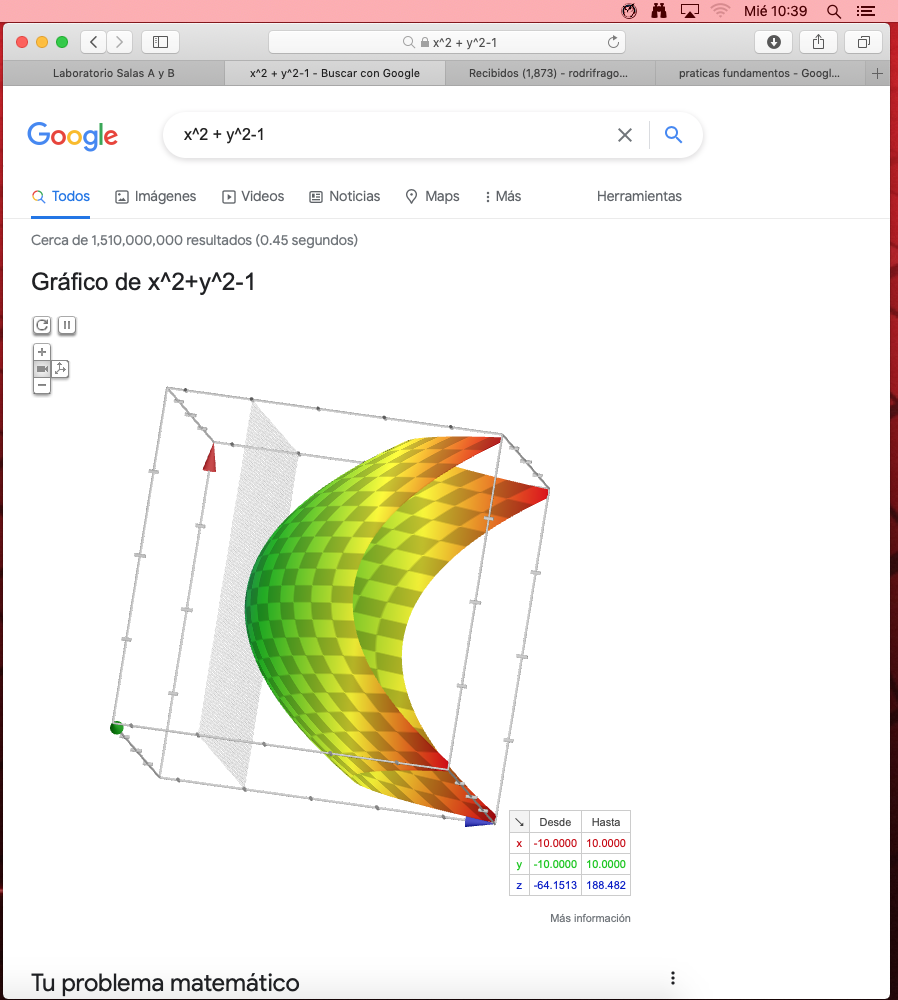 Mié 10:39
x^2 + y^2-1
Laboratorio Salas A y B
x^2 + y^2-1 - Buscar con Google
Recibidos (1,873) - rodrifrago...
praticas fundamentos - Googl...
Google
x^2 + y^2-1
Todos
Imágenes
Videos
Noticias
Maps
Más
Herramientas
Cerca de 1,510,000,000 resultados (0.45 segundos)
Gráfico de x^2+y^2-1
Desde Hasta
x -10.0000 10.0000
y -10.0000 10.0000
z -64.1513 188.482
Más información
Tu problema matemático